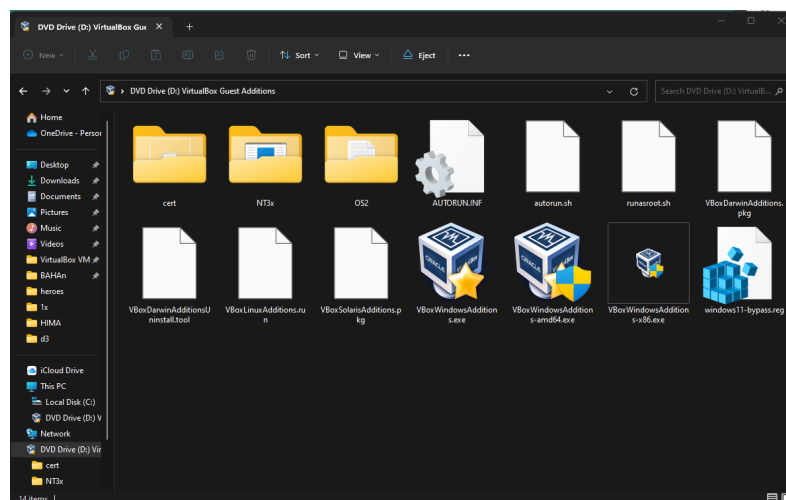 DVD Drive (D:) VirtualBox Gue
New
Sort
View
Eject
DVD Drive (D:) VirtualBox Guest Additions
Search DVD Drive (D:) VirtualB...
Home
OneDrive - Person
Desktop
Downloads
Documents
Pictures
Music
Videos
VirtualBox VM
BAHAn
heroes
1x
HIMA
d3
iCloud Drive
This PC
Local Disk (C:)
DVD Drive (D:) V
Network
DVD Drive (D:) Vir
cert
NT3x
cert
NT3x
OS2
AUTORUN.INF
autorun.sh
runasroot.sh
VBoxDarwinAdditions.
pkg
VBoxDarwinAdditionsU
ninstall.tool
VBoxLinuxAdditions.ru
n
VBoxSolarisAdditions.p
kg
VBoxWindowsAddition
s.exe
VBoxWindowsAddition
s-amd64.exe
VBoxWindowsAddition
s-x86.exe
windows11-bypass.reg
14 items